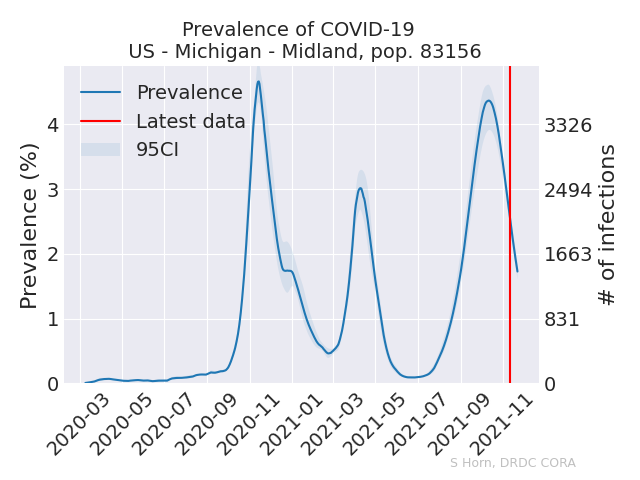 Prevalence of COVID-19
US - Michigan - Midland, pop. 83156
Prevalence
Latest data
95CI
Prevalence (%)
4
3
2
1
0
3326
2494
1663
831
0
# of infections
2020-03
2020-05
2020-07
2020-09
2020-11
2021-01
2021-03
2021-05
2021-07
2021-09
2021-11
S Horn, DRDC CORA